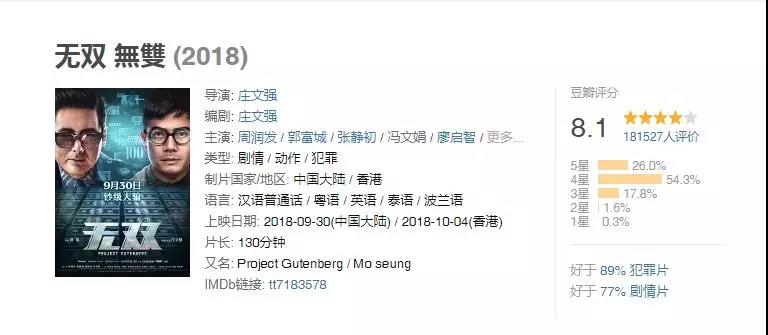 无双 無雙 (2018)
9月30日
钞级人骗
无双
PROJECT GUTENBERG
导演: 庄文强
编剧: 庄文强
主演: 周润发 / 郭富城 / 张静初 / 冯文娟 / 廖启智 / 更多...
类型: 剧情 / 动作 / 犯罪
制片国家/地区: 中国大陆 / 香港
语言: 汉语普通话 / 粤语 / 英语 / 泰语 / 波兰语
上映日期: 2018-09-30(中国大陆) / 2018-10-04(香港)
片长: 130分钟
又名: Project Gutenberg / Mo seung
IMDb链接: tt7183578
豆瓣评分
8.1
181527人评价
5星 26.0%
4星 54.3%
3星 17.8%
2星 1.6%
1星 0.3%
好于 89% 犯罪片
好于 77% 剧情片